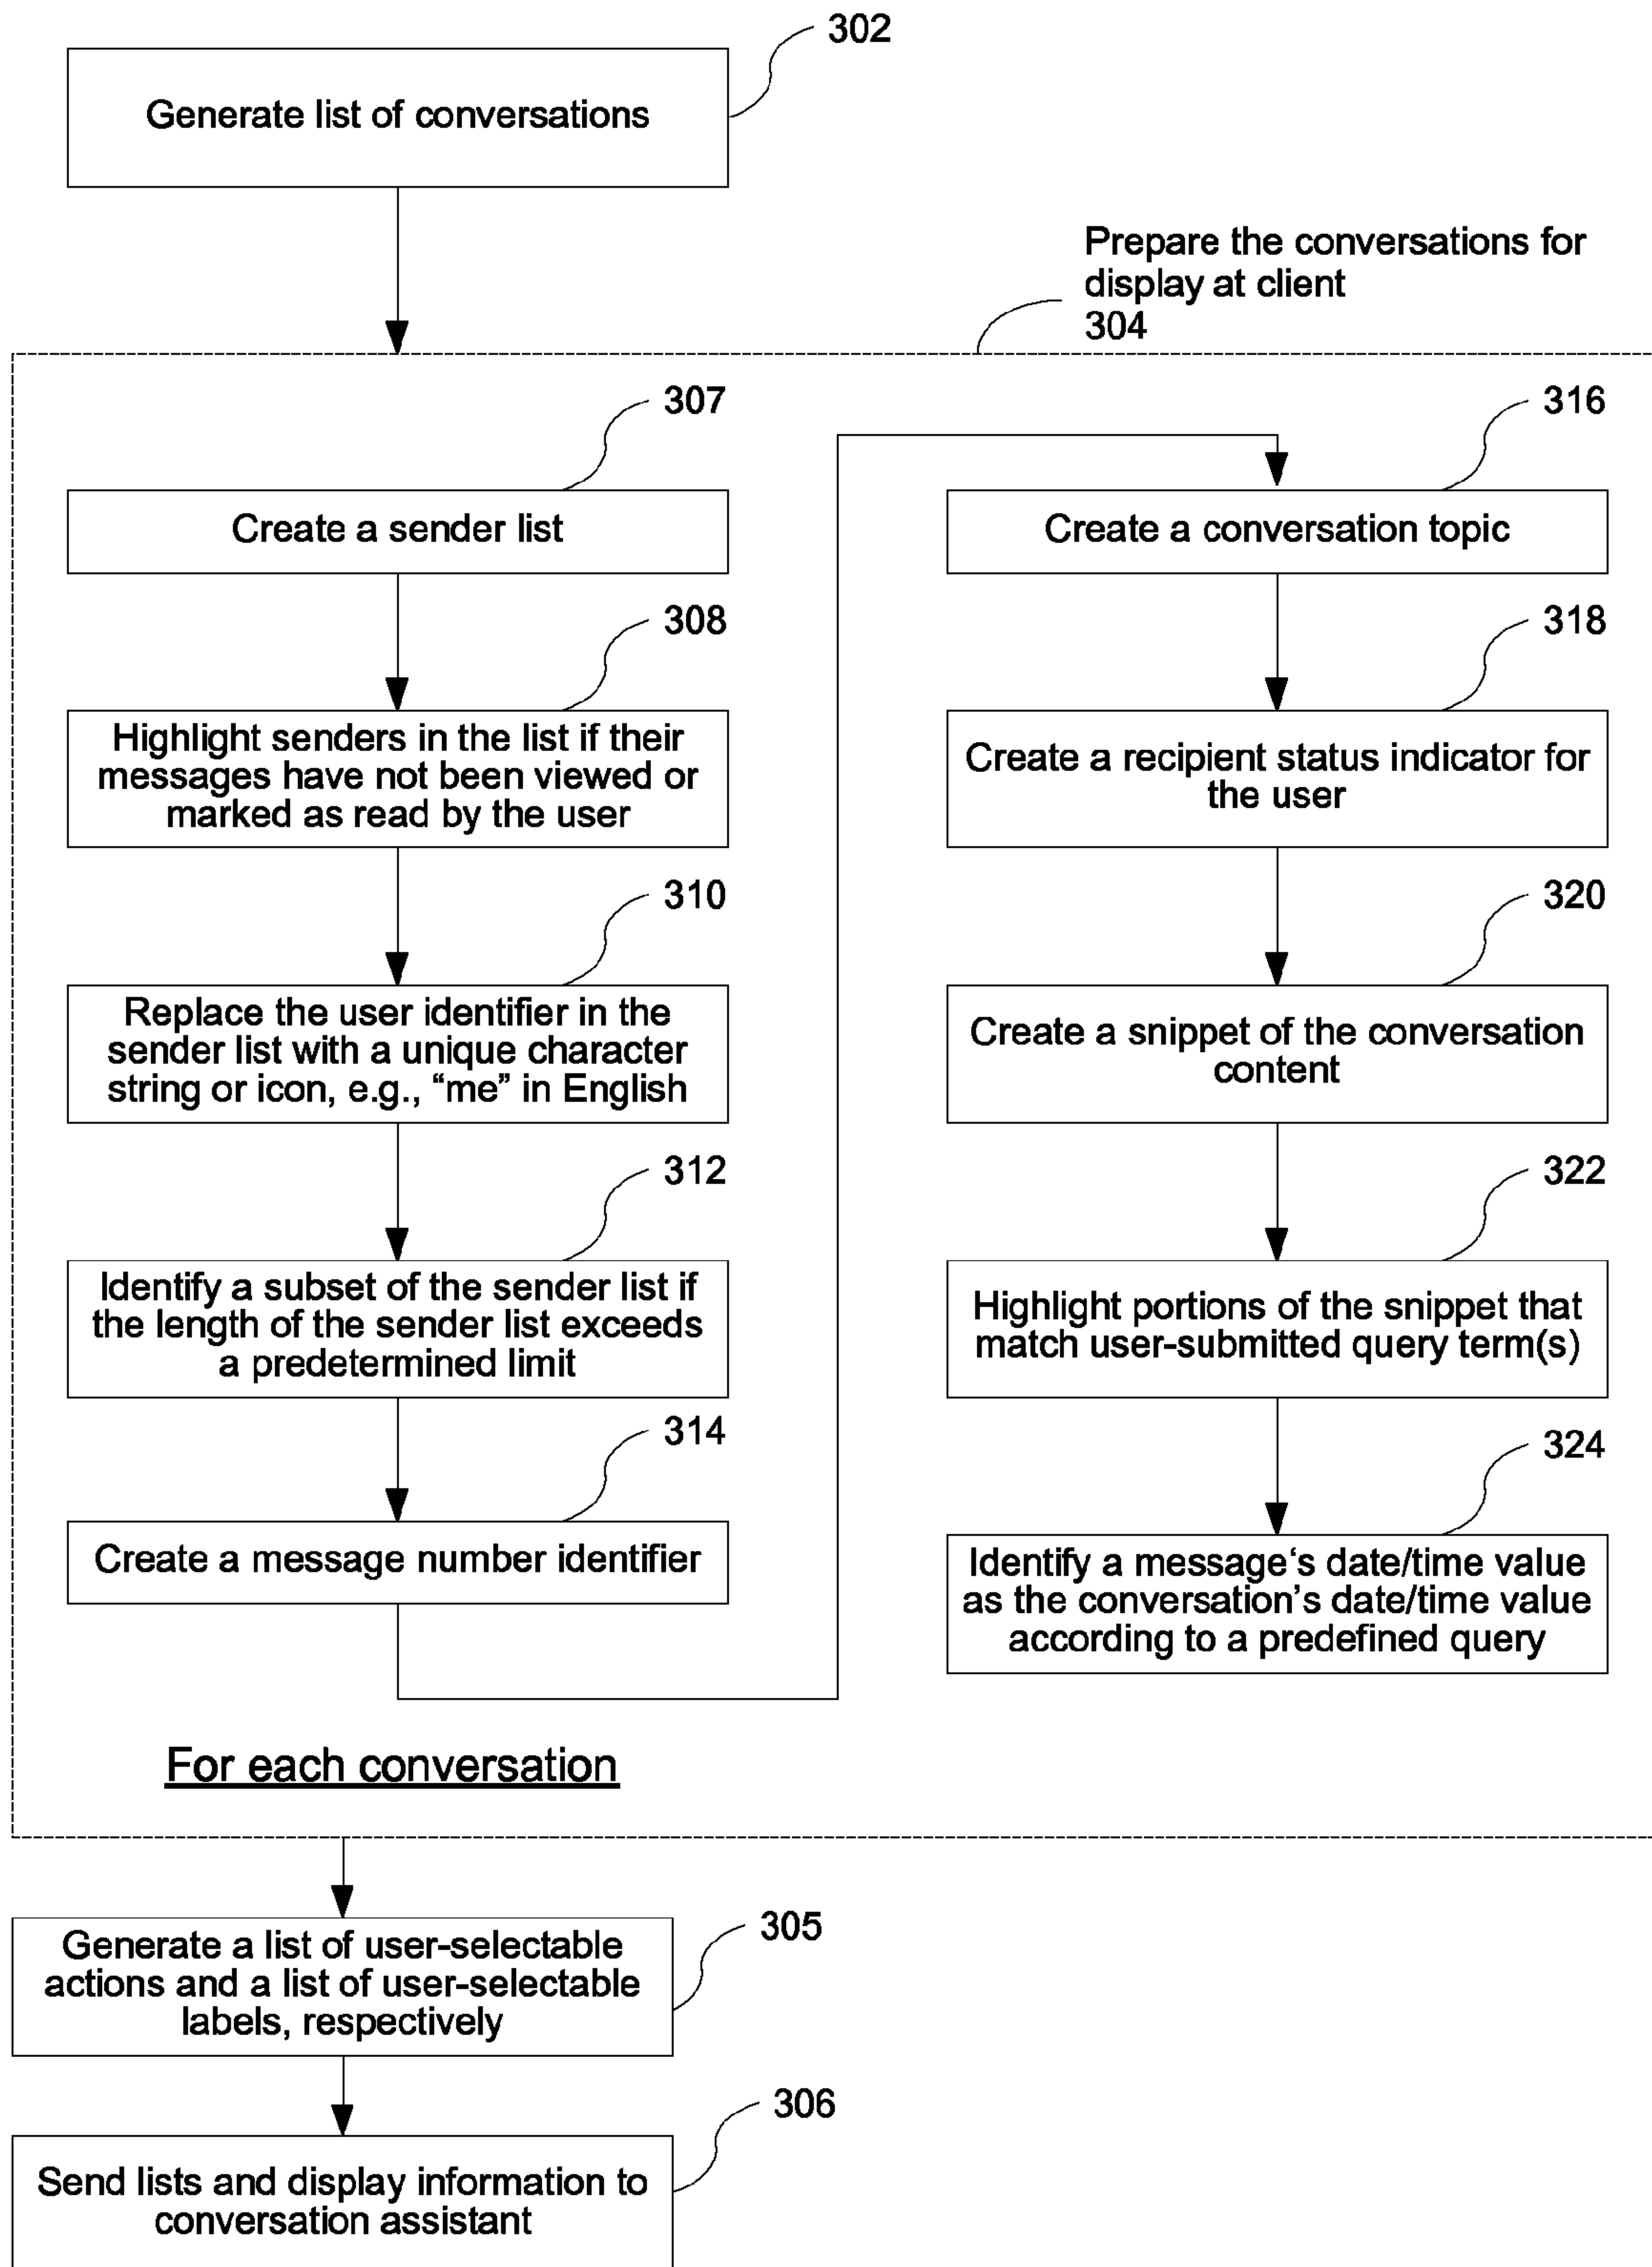 302
Generate list of conversations
Prepare the conversations for
display at client
304
307
Create a sender list
308
Highlight senders in the list if their
messages have not been viewed or
marked as read by the user
310
Replace the user identifier in the
sender list with a unique character
string or icon, e.g., “me” in English
312
Identify a subset of the sender list if
the length of the sender list exceeds
a predetermined limit
314
Create a message number identifier
316
Create a conversation topic
318
Create a recipient status indicator for
the user
320
Create a snippet of the conversation
content
322
Highlight portions of the snippet that
match user-submitted query term(s)
324
Identify a message‘s date/time value
as the conversation’s date/time value
according to a predefined query
For each conversation
305
Generate a list of user-selectable
actions and a list of user-selectable
labels, respectively
306
Send lists and display information to
conversation assistant